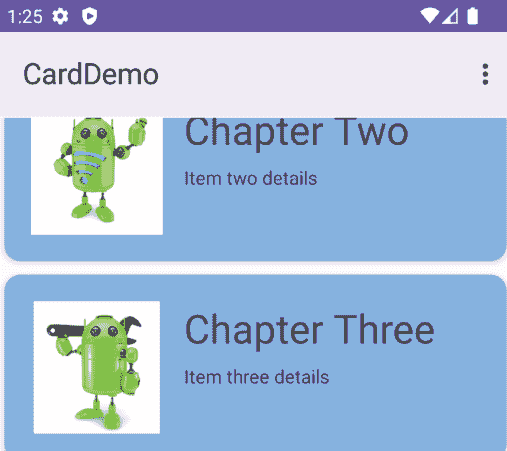 1:25
CardDemo
Chapter Two
Item two details
Chapter Three
Item three details